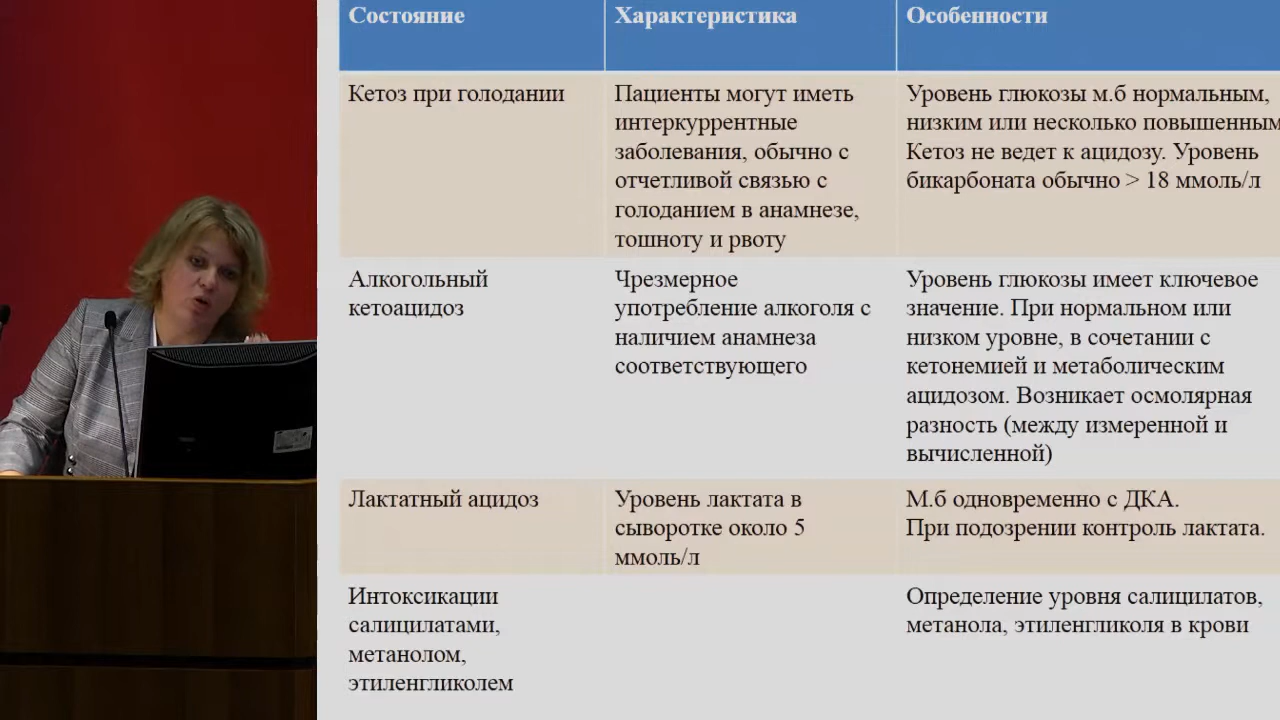 Состояние
Характеристика
Особенности
Кетоз при голодании
Пациенты могут иметь
интеркуррентные
заболевания, обычно с
отчетливой связью с
голоданием в анамнезе,
тошноту и рвоту
Уровень глюкозы м.б нормальным,
низким или несколько повышенным
Кетоз не ведет к ацидозу. Уровень
бикарбоната обычно > 18 ммоль/л
Алкогольный
кетоацидоз
Чрезмерное
употребление алкоголя с
наличием анамнеза
соответствующего
Уровень глюкозы имеет ключевое
значение. При нормальном или
низком уровне, в сочетании с
кетонемией и метаболическим
ацидозом. Возникает осмолярная
разность (между измеренной и
вычисленной)
Лактатный ацидоз
Уровень лактата в
сыворотке около 5
ммоль/л
М.б одновременно с ДКА.
При подозрении контроль лактата.
Интоксикации
салицилатами,
метанолом,
этиленгликолем
Определение уровня салицилатов,
метанола, этиленгликоля в крови